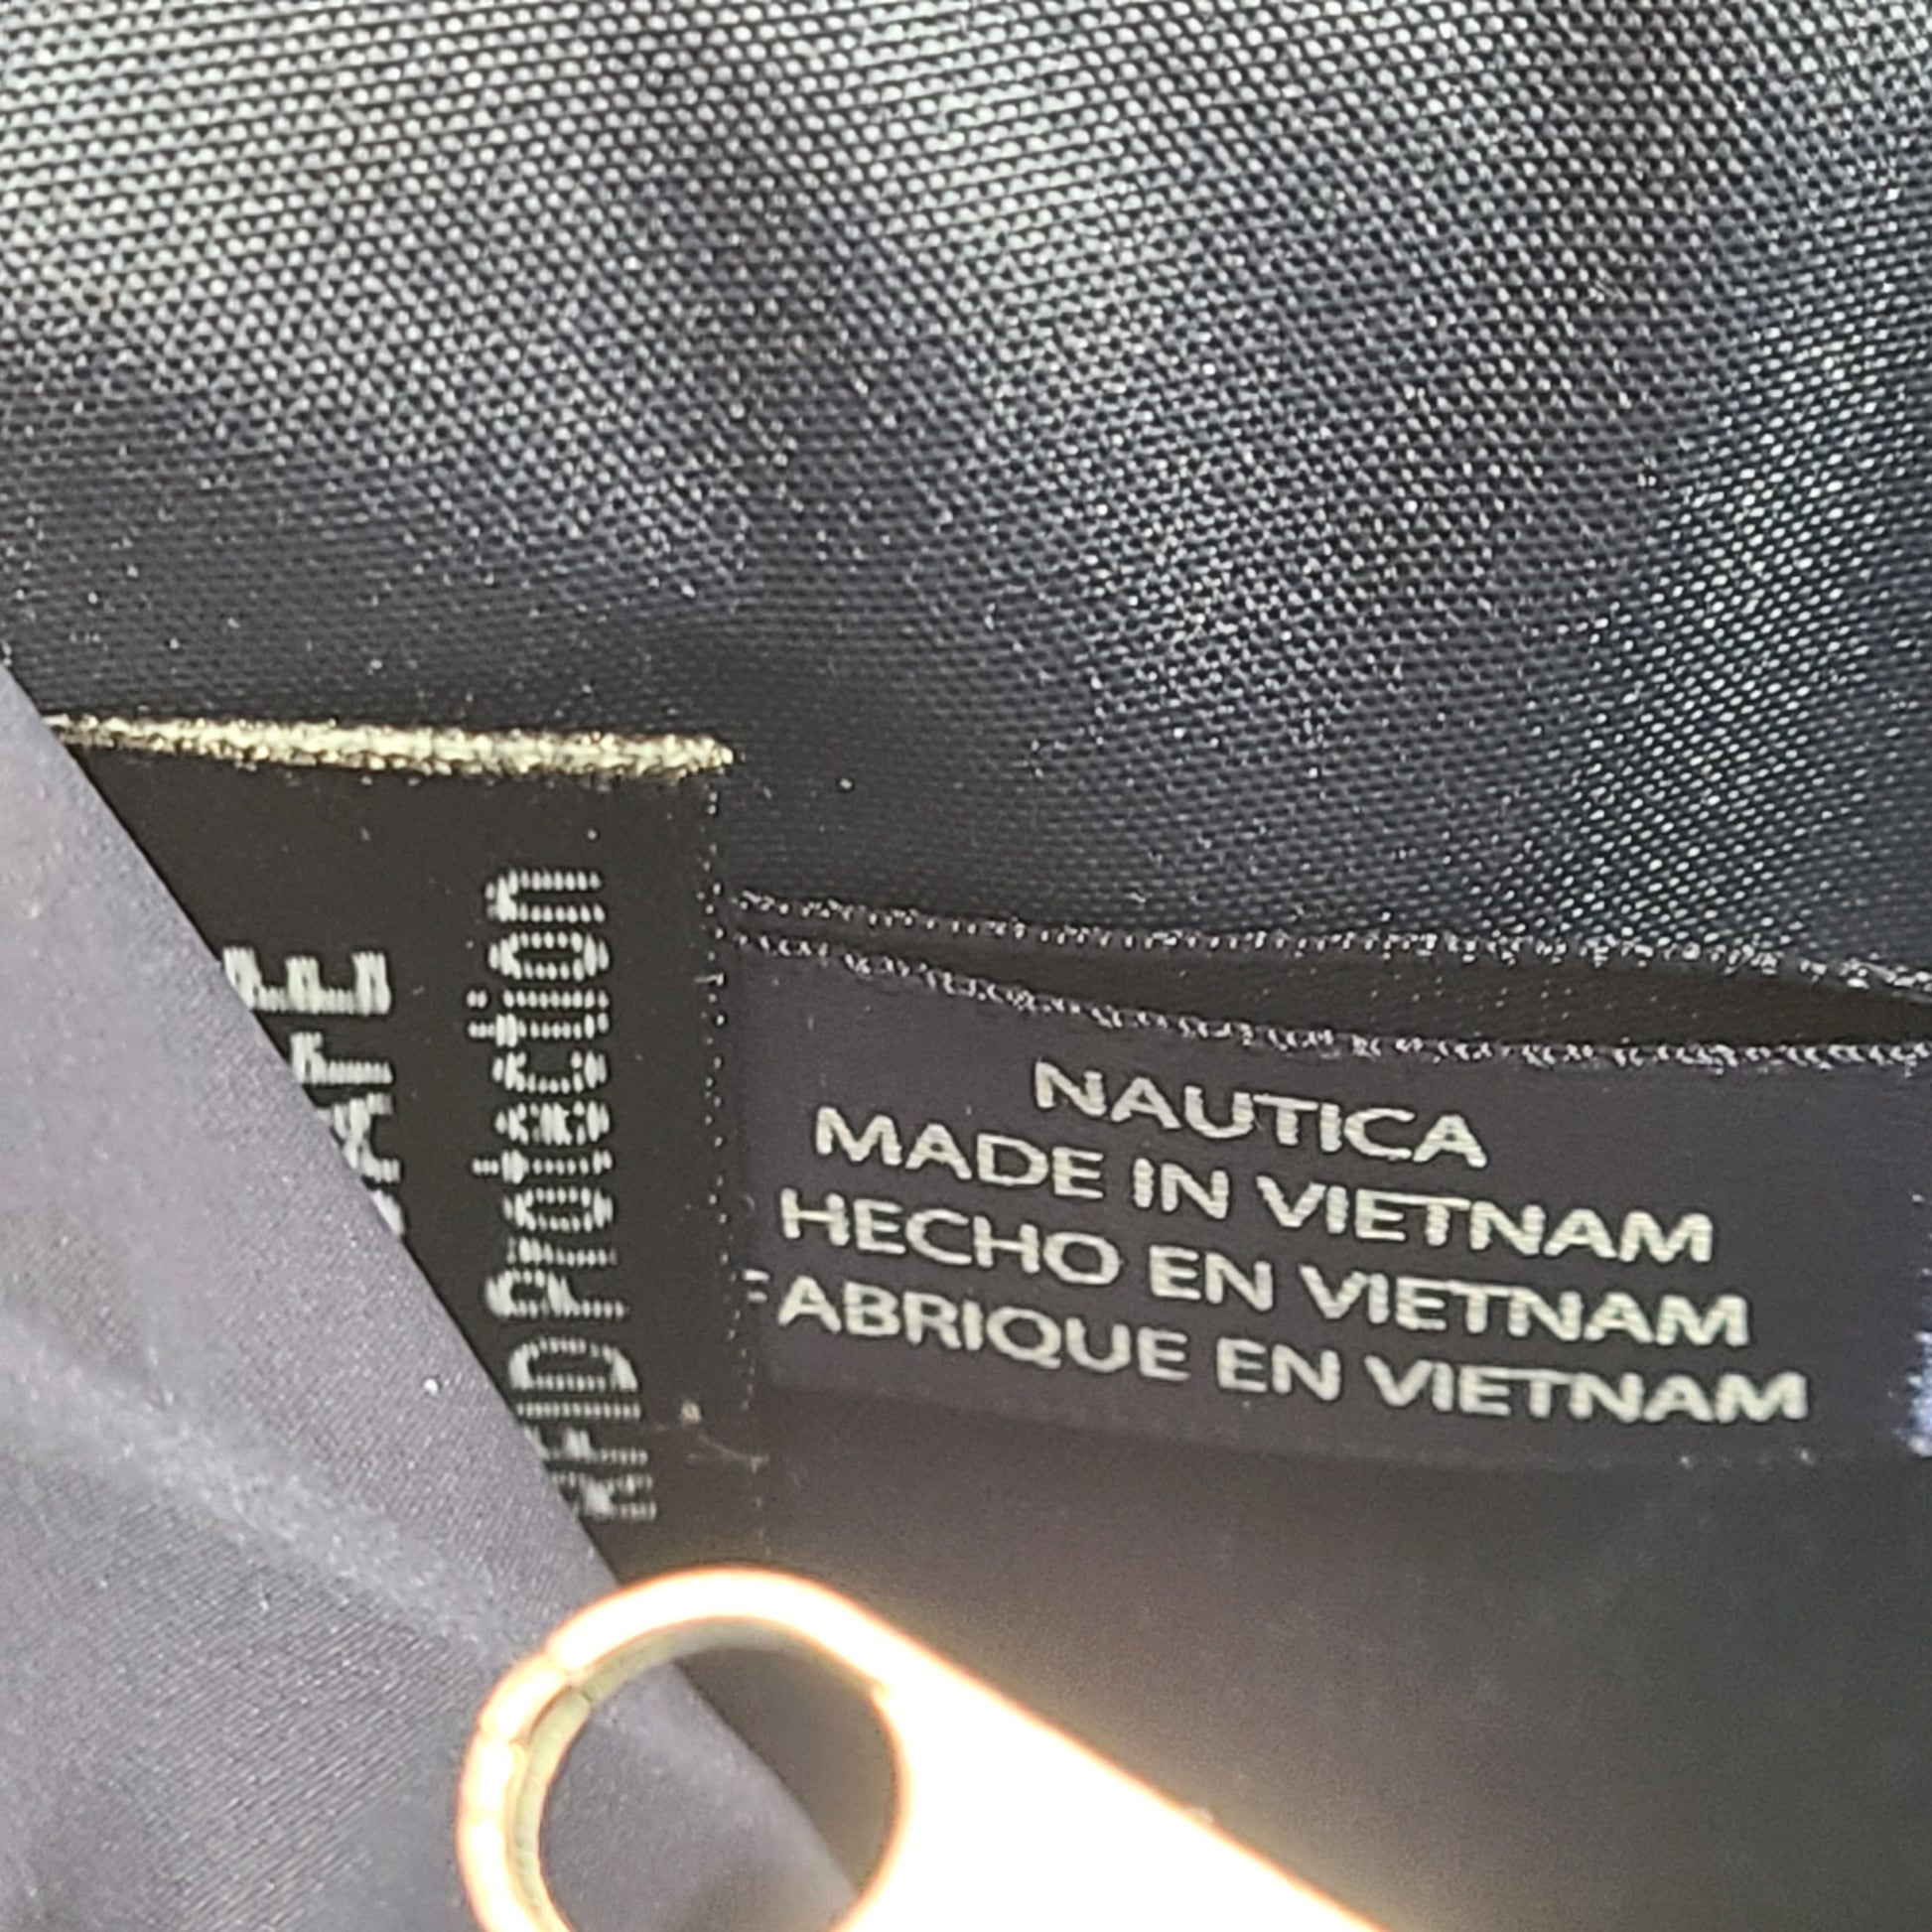 RFID Protection
NAUTICA
MADE IN VIETNAM
HECHO EN VIETNAM
FABRIQUE EN VIETNAM